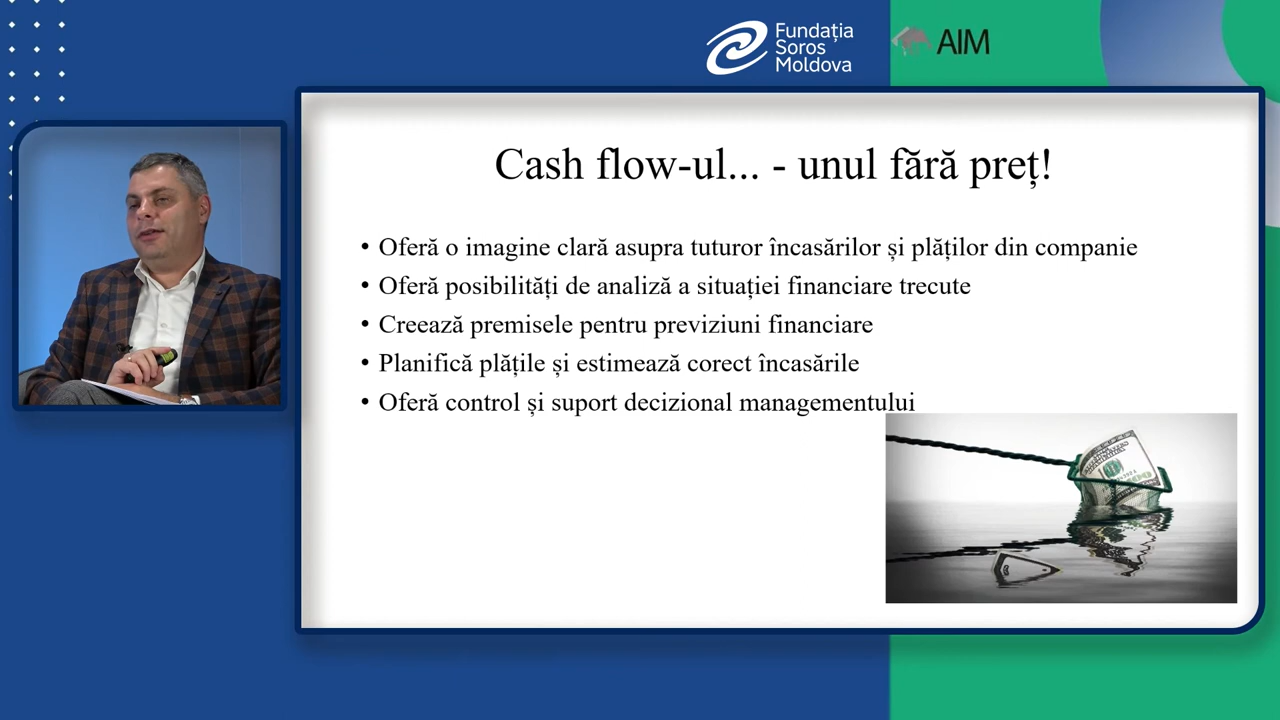 Fundația
Soros
Moldova
AIM
Cash flow-ul... - unul fără preț!
• Oferă o imagine clară asupra tuturor încasărilor și plăților din companie
• Oferă posibilități de analiză a situației financiare trecute
• Creează premisele pentru previziuni financiare
• Planifică plățile și estimează corect încasările
• Oferă control și suport decizional managementului